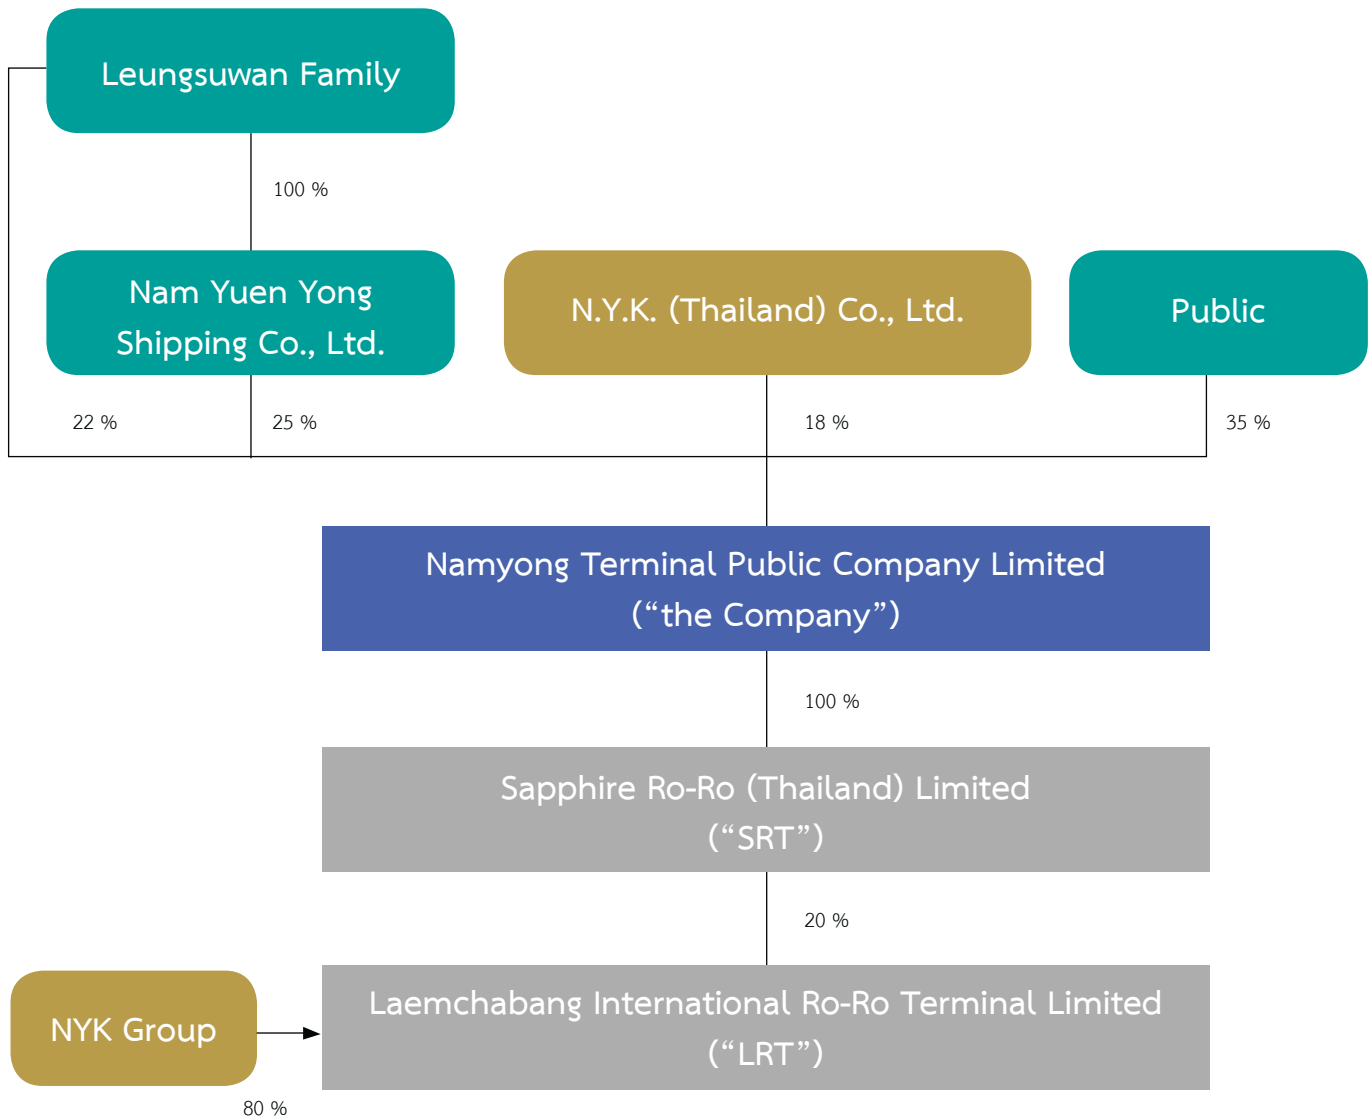 Leungsuwan Family
100 %
Nam Yuen Yong
Shipping Co., Ltd.
N.Y.K. (Thailand) Co., Ltd.
Public
22 %
25 %
18 %
35 %
Namyong Terminal Public Company Limited
(“the Company”)
100 %
Sapphire Ro-Ro (Thailand) Limited
(“SRT”)
20 %
NYK Group
Laemchabang International Ro-Ro Terminal Limited
(“LRT”)
80 %